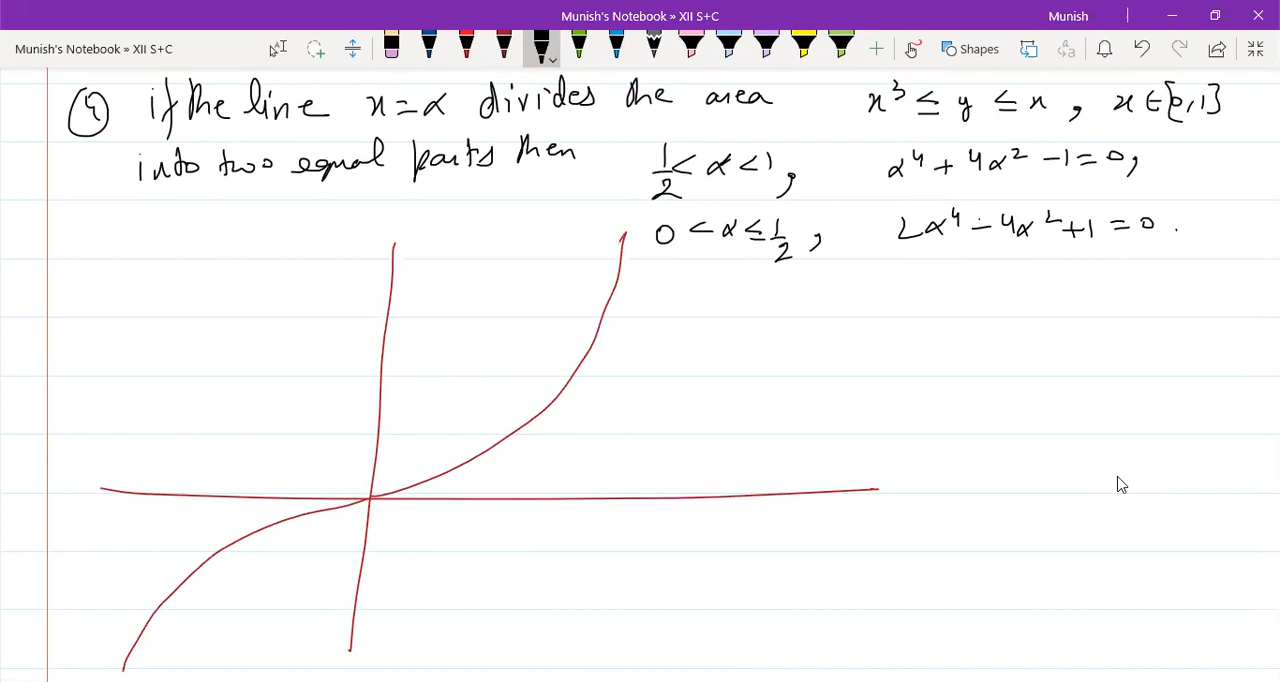 Munish's Notebook » XII S+C
Munish
Munish's Notebook » XII S+C
Shapes
④ if the line x = α divides the area x³ ≤ y ≤ x , x ∈ [0,1]
into two equal parts then 1/2 < α < 1 , α⁴ + 4α² - 1 = 0,
0 < α ≤ 1/2 , 2α⁴ - 4α² + 1 = 0 .